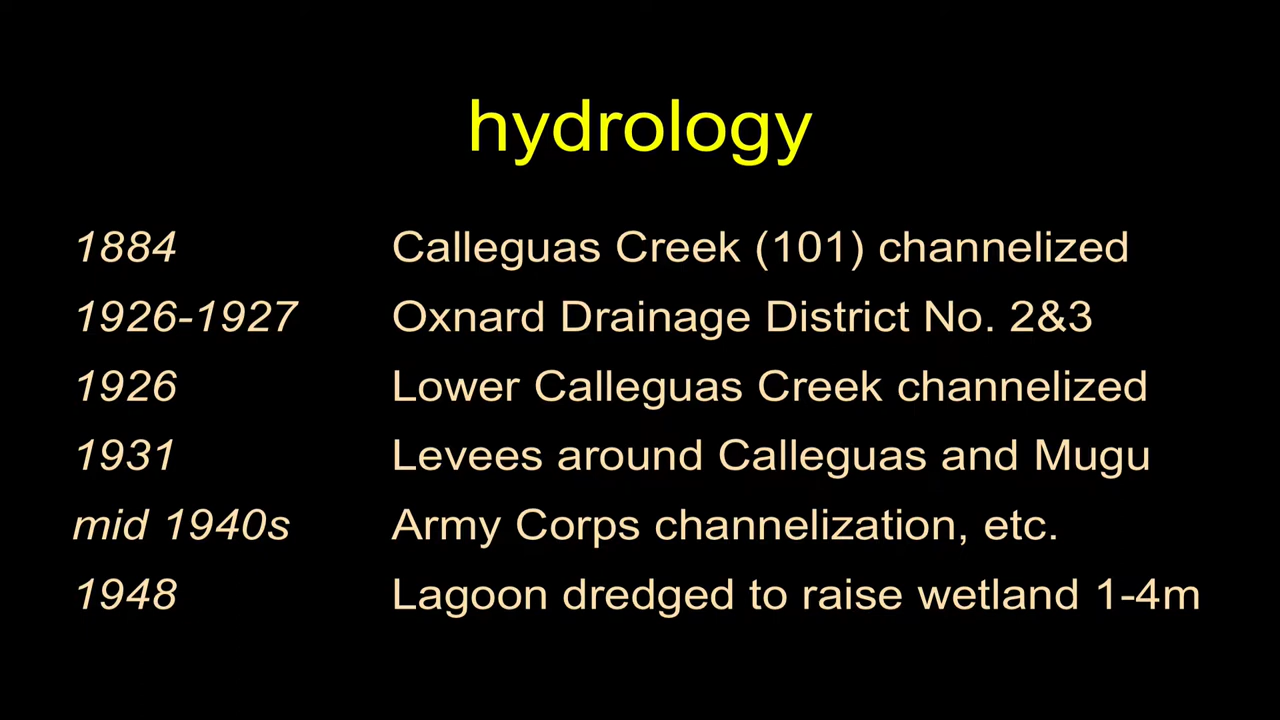 hydrology
1884 Calleguas Creek (101) channelized
1926-1927 Oxnard Drainage District No. 2&3
1926 Lower Calleguas Creek channelized
1931 Levees around Calleguas and Mugu
mid 1940s Army Corps channelization, etc.
1948 Lagoon dredged to raise wetland 1-4m